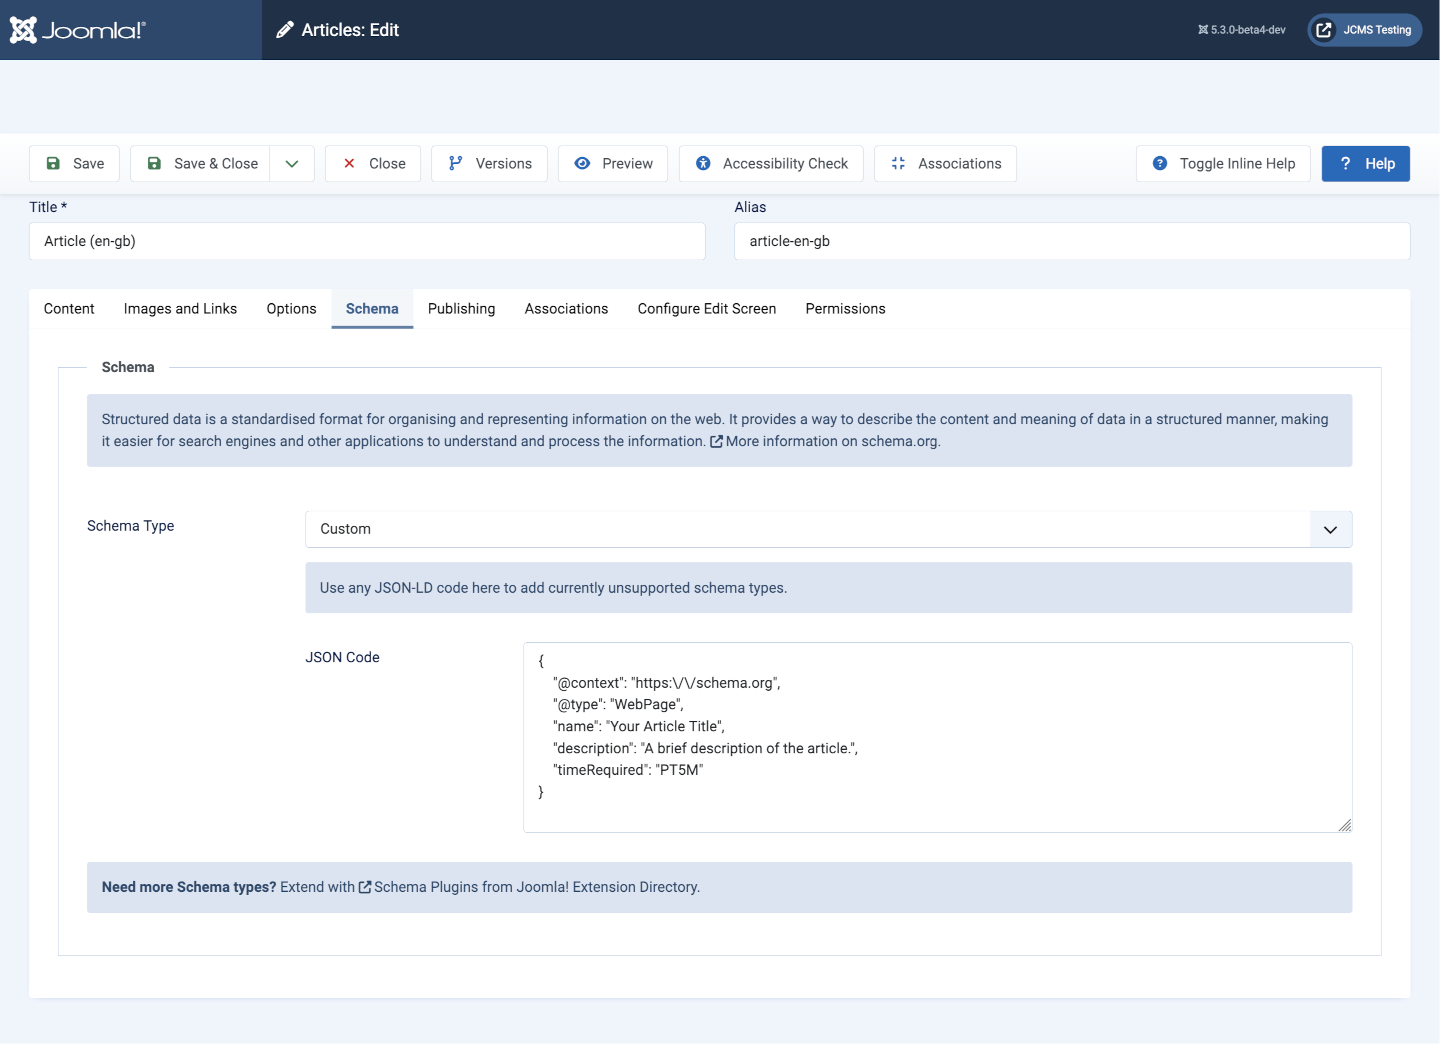 Joomla!®
Articles: Edit
5.3.0-beta4-dev
JCMS Testing
Save
Save & Close
Close
Versions
Preview
Accessibility Check
Associations
Toggle Inline Help
? Help
Title *
Alias
Article (en-gb)
article-en-gb
Content
Images and Links
Options
Schema
Publishing
Associations
Configure Edit Screen
Permissions
Schema
Structured data is a standardised format for organising and representing information on the web. It provides a way to describe the content and meaning of data in a structured manner, making
it easier for search engines and other applications to understand and process the information. More information on schema.org.
Schema Type
Custom
Use any JSON-LD code here to add currently unsupported schema types.
JSON Code
{
"@context": "https:\/\/schema.org",
"@type": "WebPage",
"name": "Your Article Title",
"description": "A brief description of the article.",
"timeRequired": "PT5M"
}
Need more Schema types? Extend with Schema Plugins from Joomla! Extension Directory.